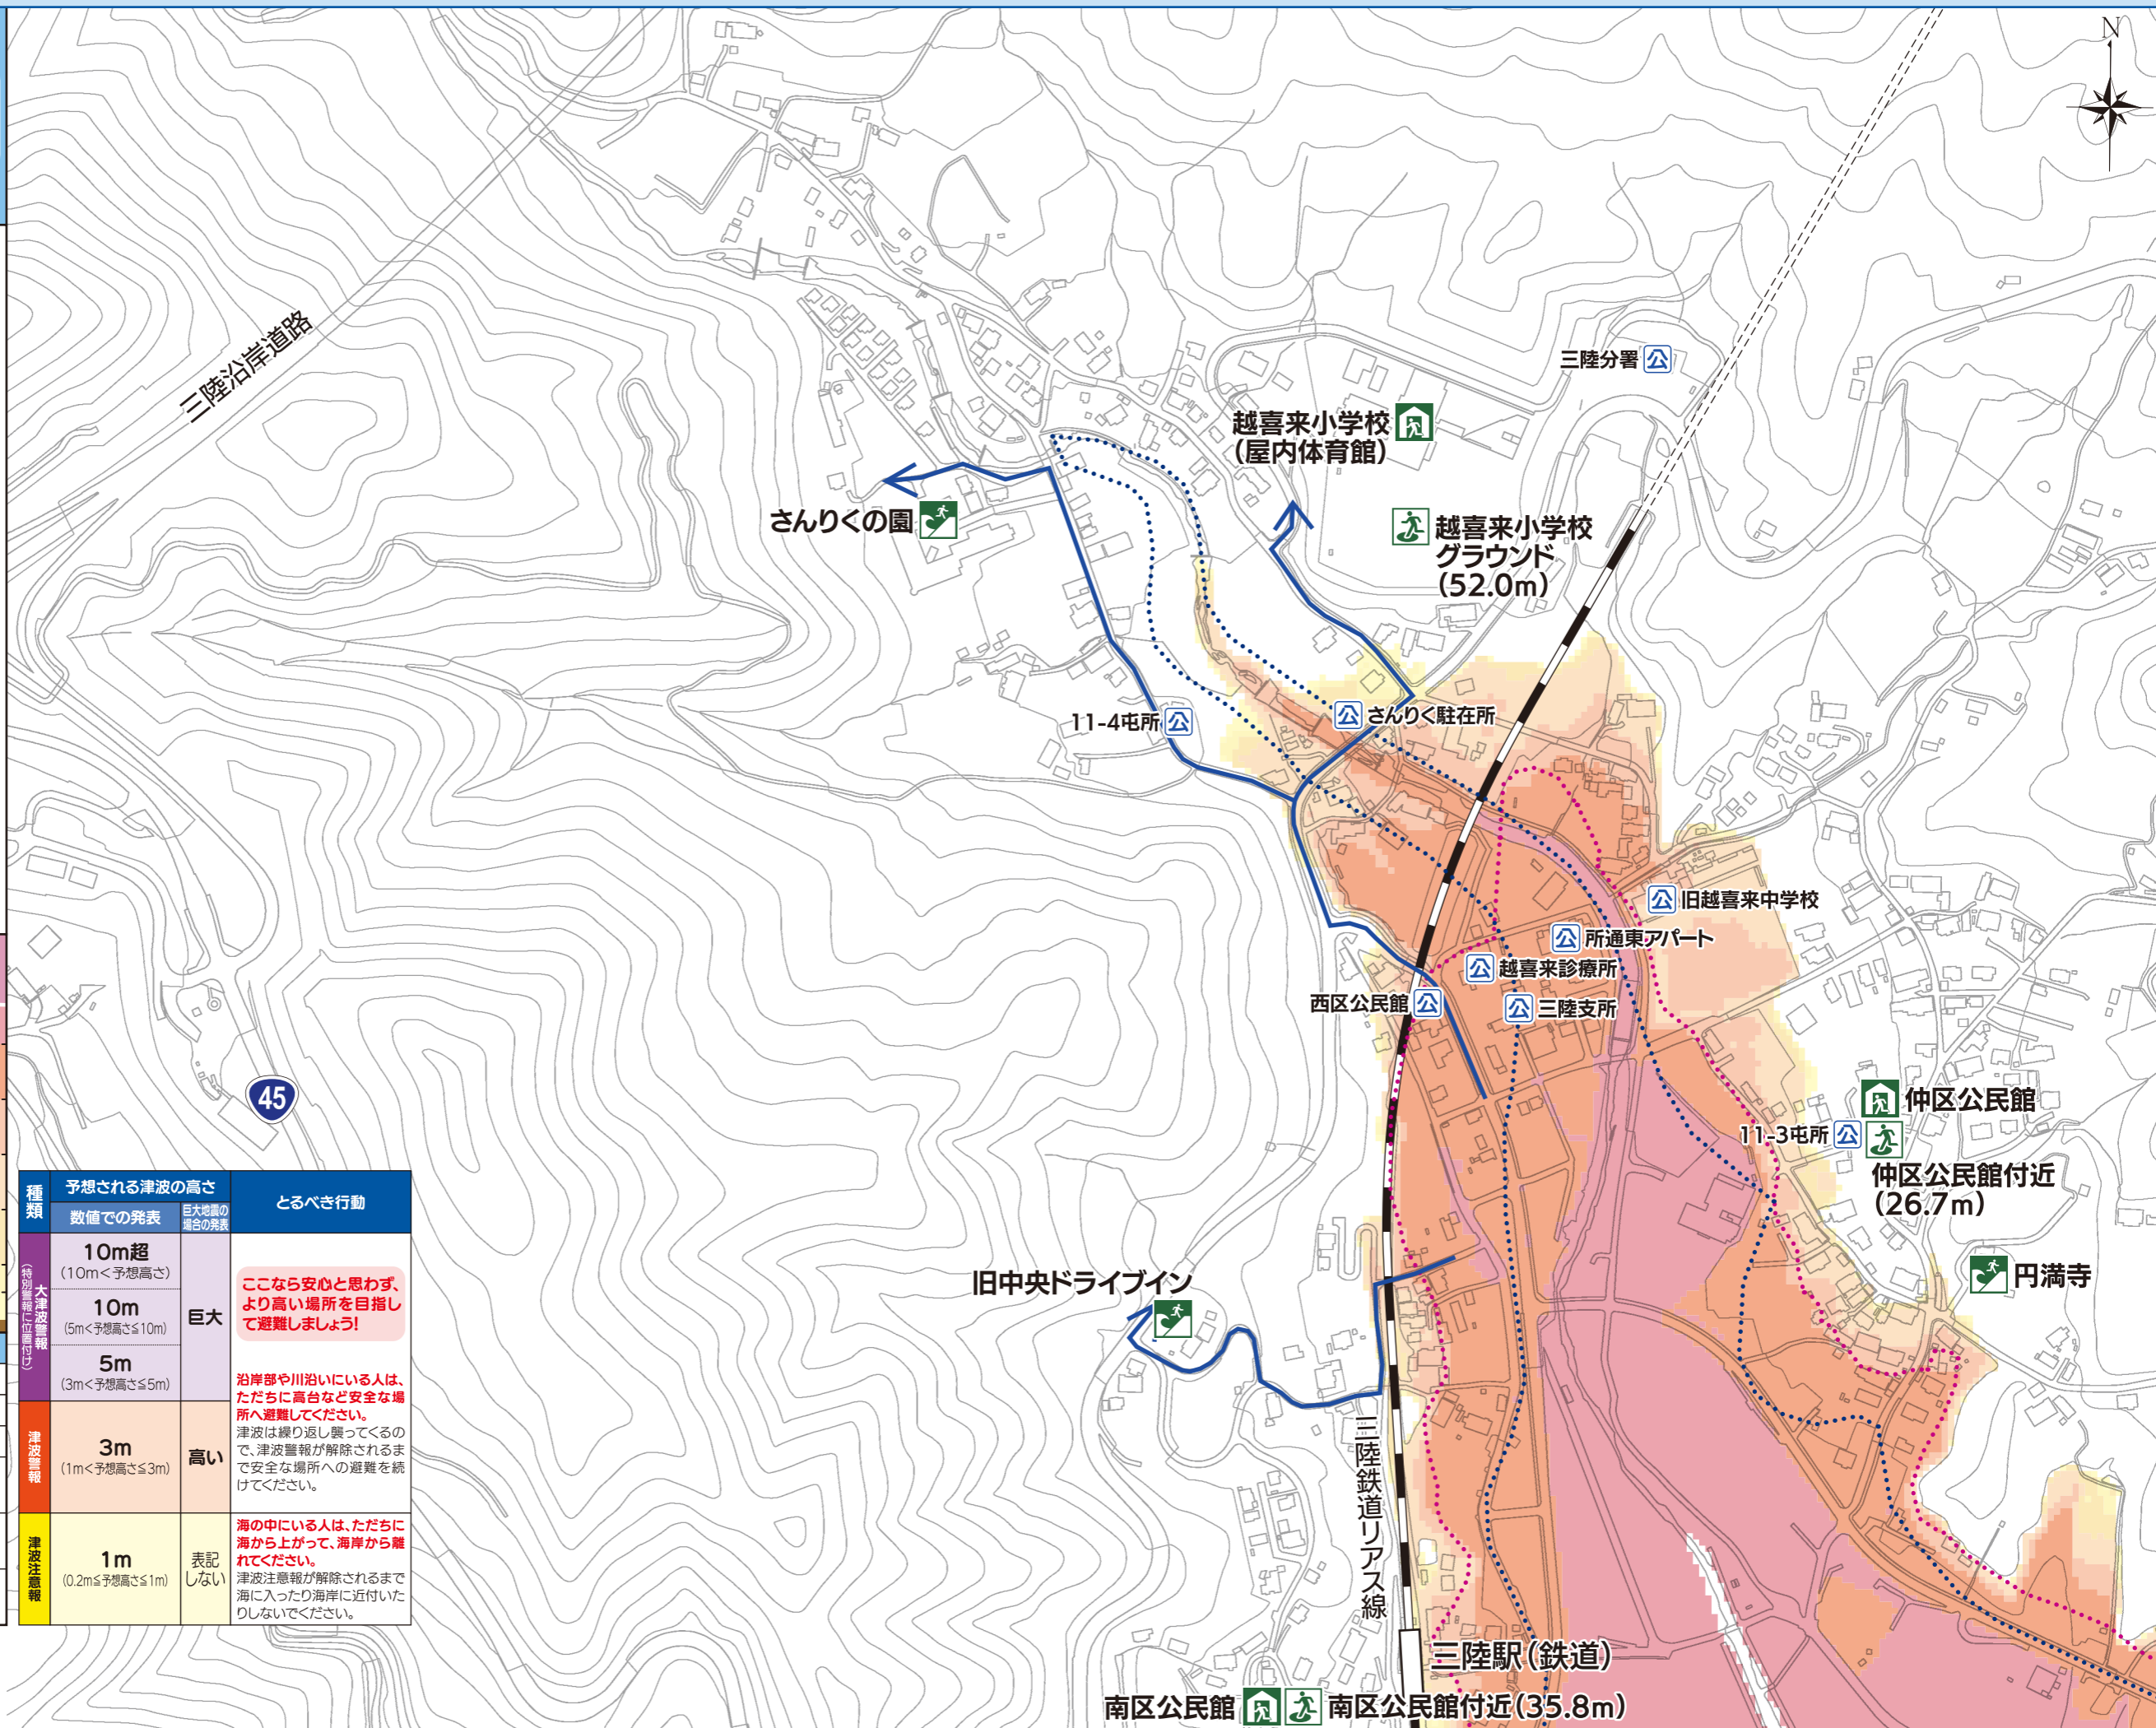 N
三陸沿岸道路
三陸分署 公
越喜来小学校
(屋内体育館)
さんりくの園
越喜来小学校
グラウンド
(52.0m)
11-4屯所 公
公 さんりく駐在所
公 旧越喜来中学校
公 所通東アパート
公 越喜来診療所
西区公民館 公
公 三陸支所
45
仲区公民館
11-3屯所 公
仲区公民館付近
(26.7m)
円満寺
旧中央ドライブイン
三陸鉄道リアス線
三陸駅(鉄道)
南区公民館
南区公民館付近(35.8m)
種類
予想される津波の高さ
数値での発表
巨大地震の
場合の発表
とるべき行動
大津波警報
(特別警報に位置付け)
10m超
(10m<予想高さ)
10m
(5m<予想高さ≦10m)
5m
(3m<予想高さ≦5m)
巨大
ここなら安心と思わず、
より高い場所を目指し
て避難しましょう!
沿岸部や川沿いにいる人は、
ただちに高台など安全な場
所へ避難してください。
津波は繰り返し襲ってくるの
で、津波警報が解除されるま
で安全な場所への避難を続
けてください。
津波警報
3m
(1m<予想高さ≦3m)
高い
津波注意報
1m
(0.2m≦予想高さ≦1m)
表記
しない
海の中にいる人は、ただちに
海から上がって、海岸から離
れてください。
津波注意報が解除されるまで
海に入ったり海岸に近付いた
りしないでください。